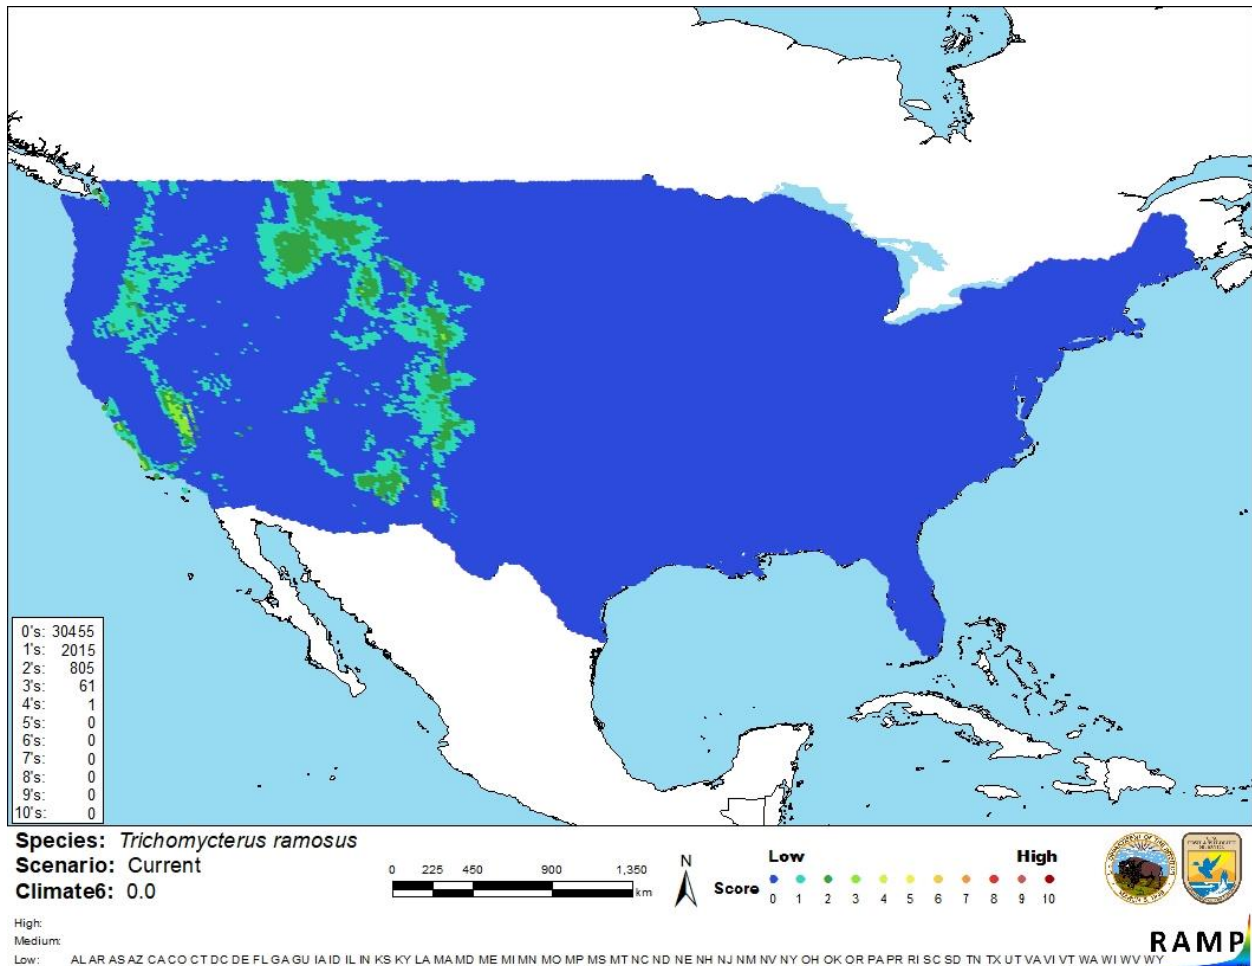 0's: 30455
1's: 2015
2's: 805
3's: 61
4's: 1
5's: 0
6's: 0
7's: 0
8's: 0
9's: 0
10's: 0
Species: Trichomycterus ramosus
Scenario: Current
Climate6: 0.0
0 225 450 900 1,350
km
N
Low High
Score
0 1 2 3 4 5 6 7 8 9 10
High:
Medium:
Low: AL AR AS AZ CA CO CT DC DE FL GA GU IA ID IL IN KS KY LA MA MD ME MI MN MO MP MS MT NC ND NE NH NJ NM NV NY OH OK OR PA PR RI SC SD TN TX UT VA VI VT WA WI WV WY
RAMP